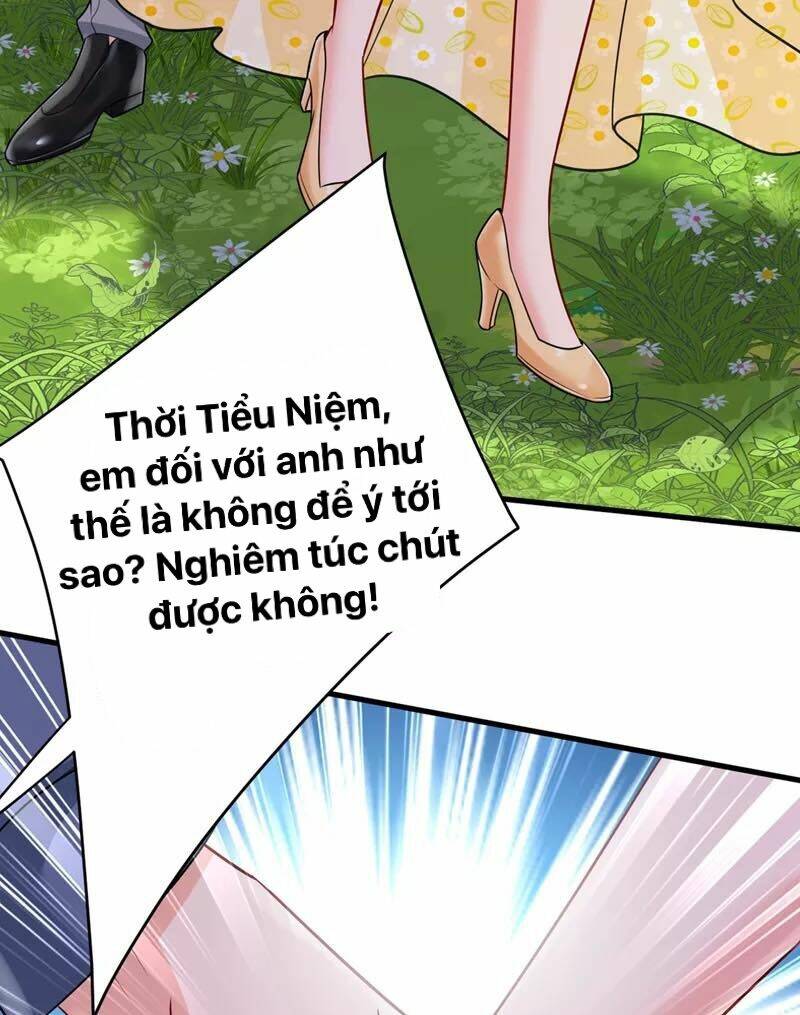 Thời Tiểu Niệm,
em đối với anh như
thế là không để ý tới
sao? Nghiêm túc chút
được không!